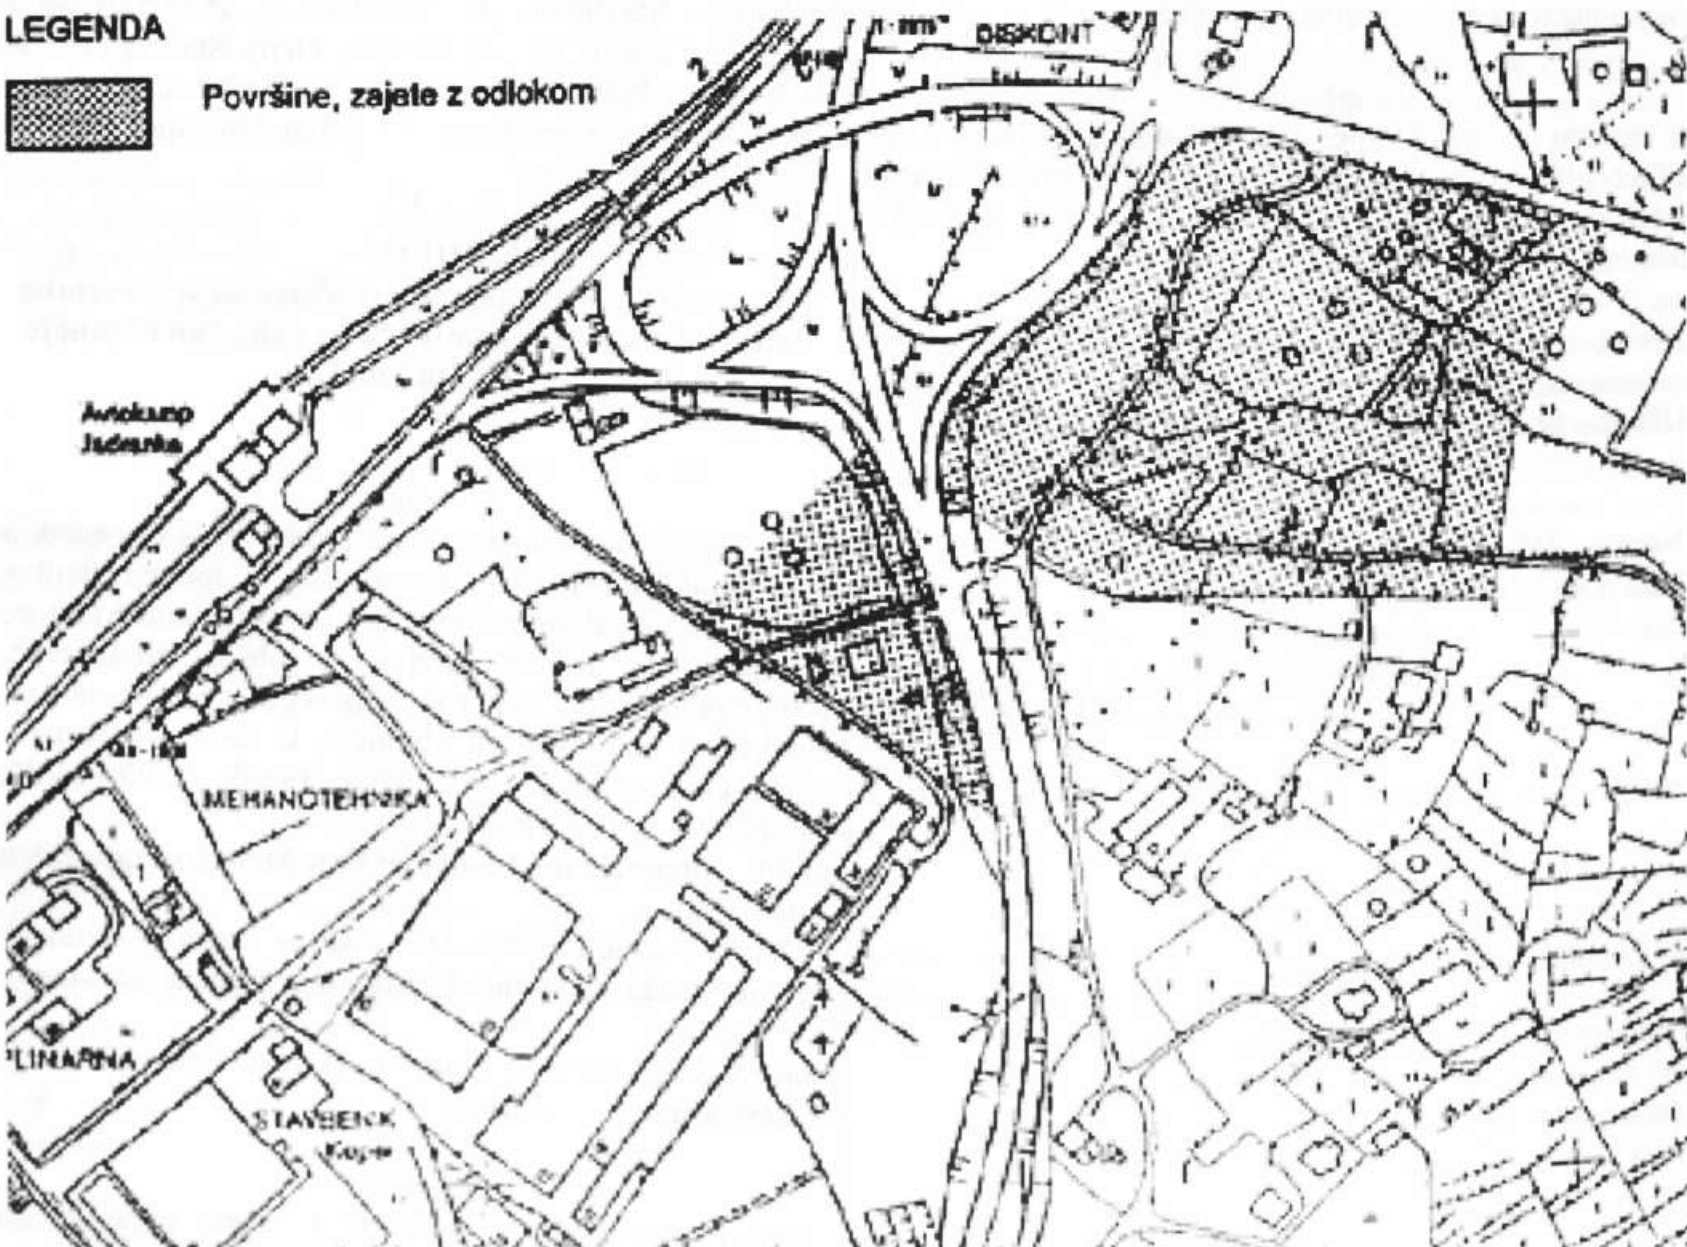 LEGENDA
DISKONT
Površine, zajete z odlokom
Avtokamp
Jadranka
MEHANOTEHNIKA
PLINARNA
STAVBENIK
Koper